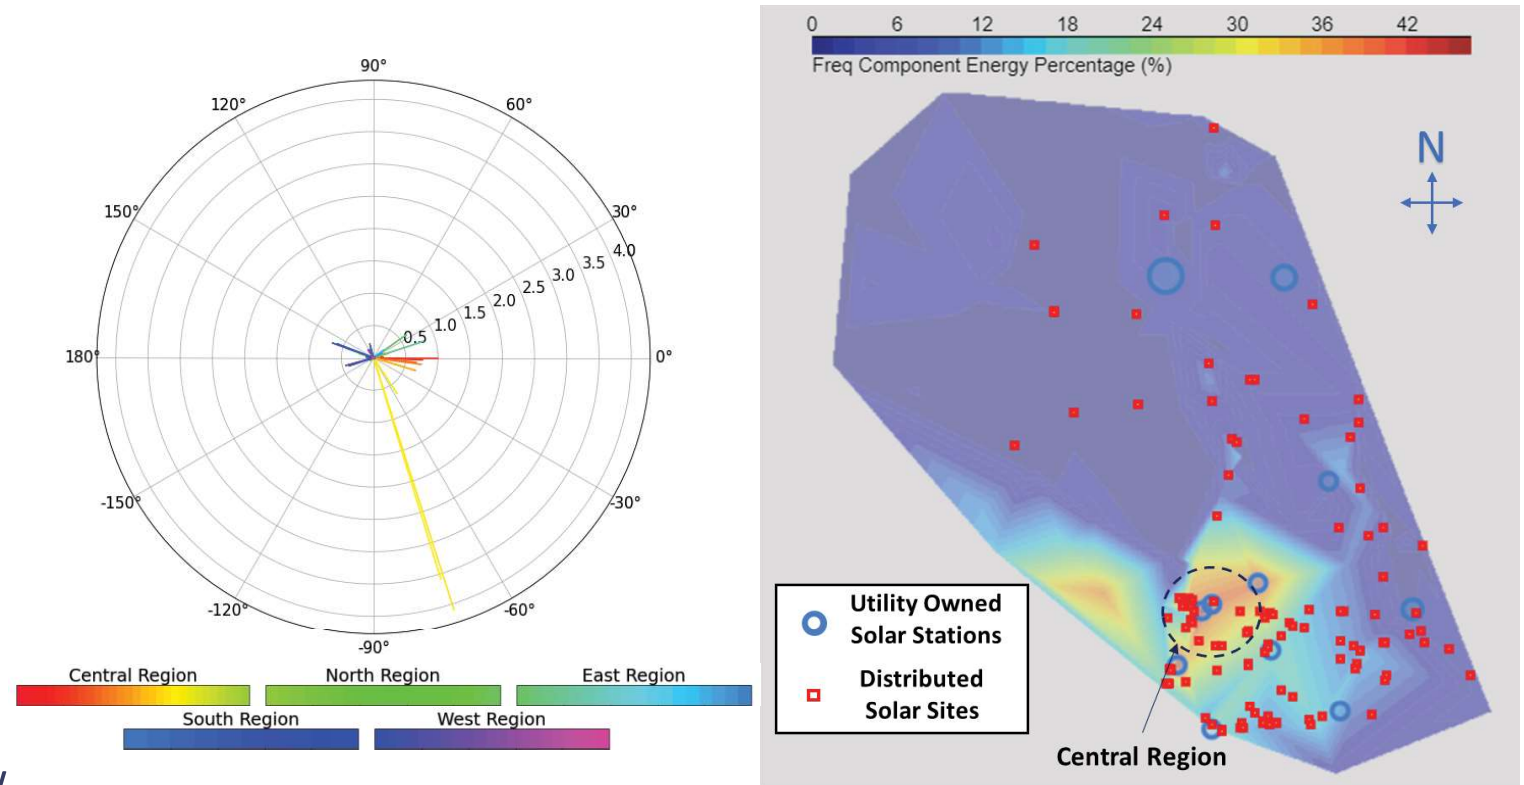 90°
120°
60°
150°
30°
4.0
3.5
3.0
2.5
2.0
1.5
1.0
0.5
180°
0°
-150°
-30°
-120°
-60°
-90°
Central Region
North Region
East Region
South Region
West Region
0 6 12 18 24 30 36 42
Freq Component Energy Percentage (%)
N
Utility Owned
Solar Stations
Distributed
Solar Sites
Central Region